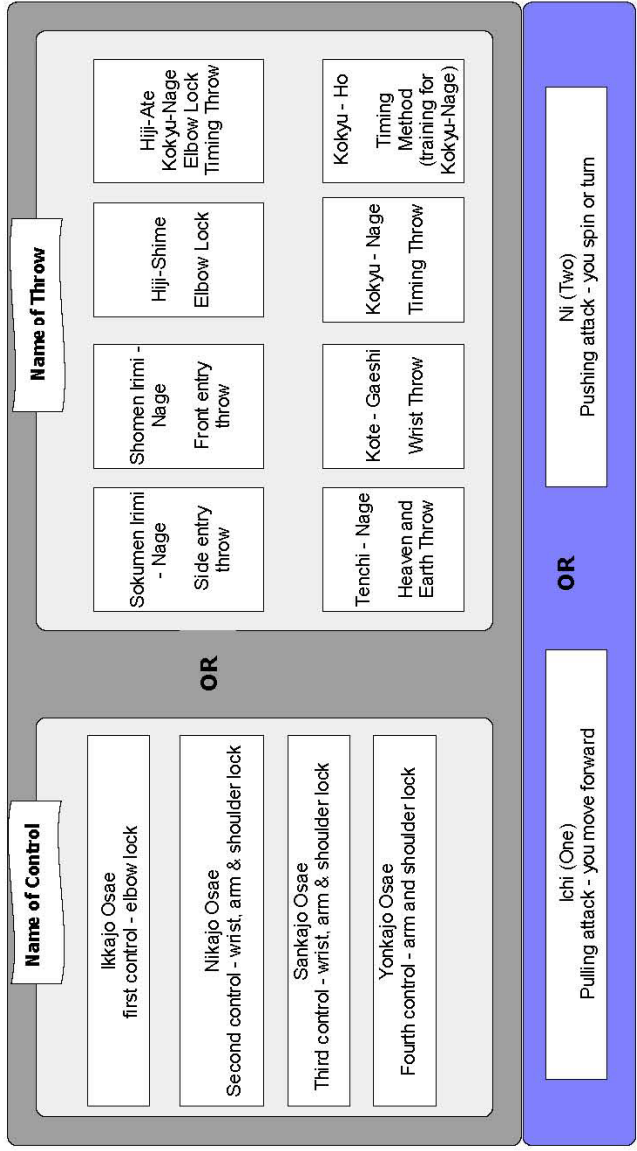 Name of Control
Ikkajo Osae
first control - elbow lock
Nikajo Osae
Second control - wrist, arm & shoulder lock
Sankajo Osae
Third control - wrist, arm & shoulder lock
Yonkajo Osae
Fourth control - arm and shoulder lock
OR
Name of Throw
Sokumen Irimi
- Nage
Side entry
throw
Shomen Irimi -
Nage
Front entry
throw
Hiji-Shime
Elbow Lock
Hiji-Ate
Kokyu-Nage
Elbow Lock
Timing Throw
Tenchi - Nage
Heaven and
Earth Throw
Kote - Gaeshi
Wrist Throw
Kokyu - Nage
Timing Throw
Kokyu - Ho
Timing
Method
(training for
Kokyu-Nage)
Ichi (One)
Pulling attack - you move forward
OR
Ni (Two)
Pushing attack - you spin or turn